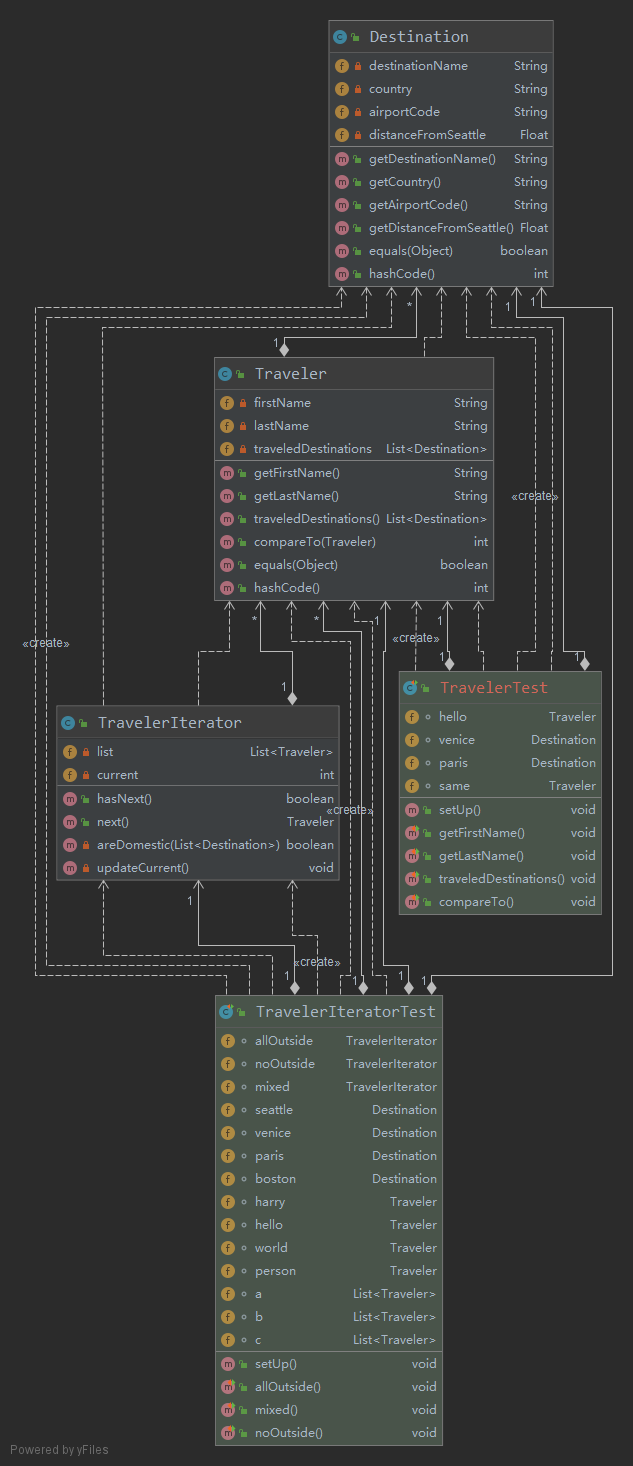 Destination
destinationName String
country String
airportCode String
distanceFromSeattle Float
getDestinationName() String
getCountry() String
getAirportCode() String
getDistanceFromSeattle() Float
equals(Object) boolean
hashCode() int
* 1 1
1
Traveler
firstName String
lastName String
traveledDestinations List<Destination>
getFirstName() String
getLastName() String
traveledDestinations() List<Destination>
compareTo(Traveler) int
equals(Object) boolean
hashCode() int
«create»
* * 1 1
«create»
«create»
1 1
TravelerTest
hello Traveler
venice Destination
paris Destination
same Traveler
setUp() void
getFirstName() void
getLastName() void
traveledDestinations() void
compareTo() void
1
TravelerIterator
list List<Traveler>
current int
hasNext() boolean
next() Traveler
areDomestic(List<Destination>) boolean
updateCurrent() void
«create»
1
«create»
1 1 1 1
TravelerIteratorTest
allOutside TravelerIterator
noOutside TravelerIterator
mixed TravelerIterator
seattle Destination
venice Destination
paris Destination
boston Destination
harry Traveler
hello Traveler
world Traveler
person Traveler
a List<Traveler>
b List<Traveler>
c List<Traveler>
setUp() void
allOutside() void
mixed() void
noOutside() void
Powered by yFiles